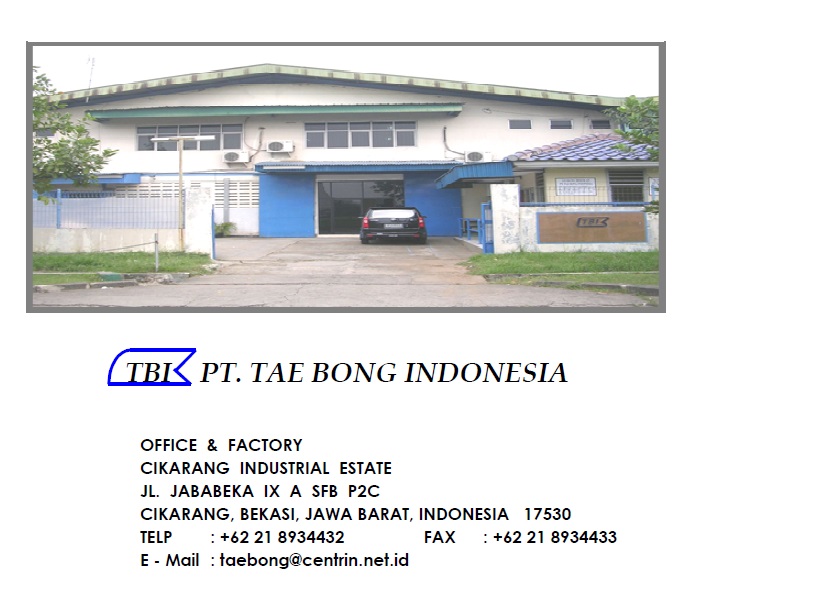 TBI
TBI PT. TAE BONG INDONESIA
OFFICE & FACTORY
CIKARANG INDUSTRIAL ESTATE
JL. JABABEKA IX A SFB P2C
CIKARANG, BEKASI, JAWA BARAT, INDONESIA 17530
TELP : +62 21 8934432 FAX : +62 21 8934433
E - Mail : taebong@centrin.net.id